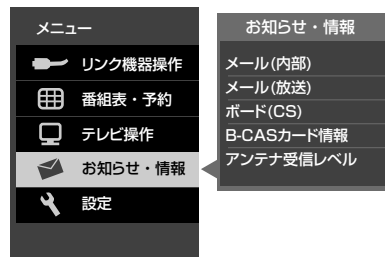 メニュー
リンク機器操作
番組表・予約
テレビ操作
お知らせ・情報
設定
お知らせ・情報
メール(内部)
メール(放送)
ボード(CS)
B-CASカード情報
アンテナ受信レベル